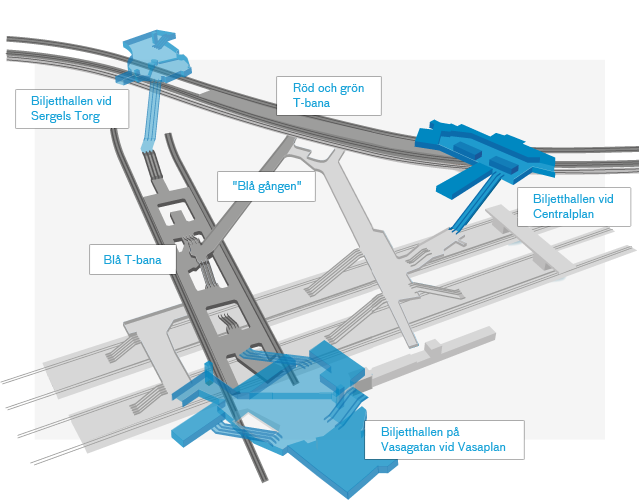 Röd och grön
T-bana
Biljetthallen vid
Sergels Torg
"Blå gången"
Biljetthallen vid
Centralplan
Blå T-bana
Biljetthallen på
Vasagatan vid Vasaplan